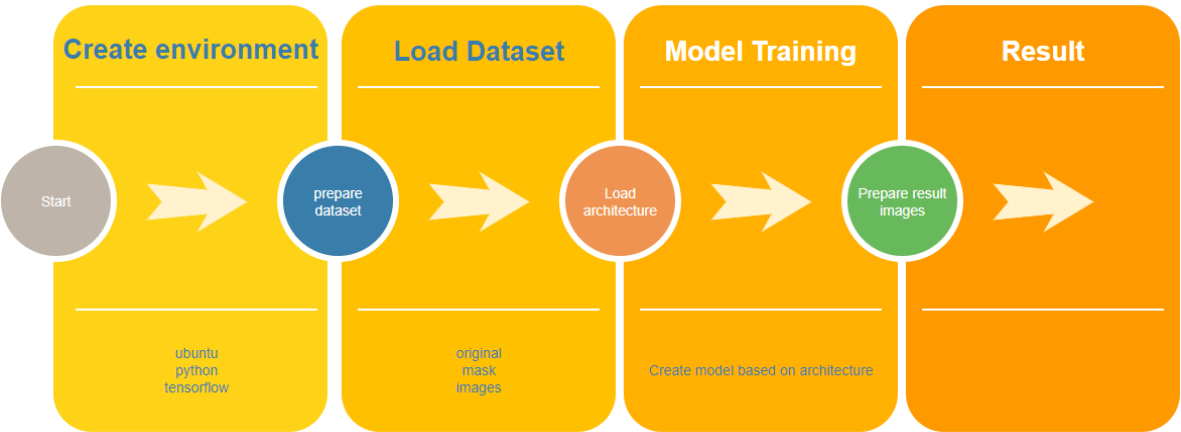 Create environment
Load Dataset
Model Training
Result
Start
prepare
dataset
Load
architecture
Prepare result
images
ubuntu
python
tensorflow
original
mask
images
Create model based on architecture